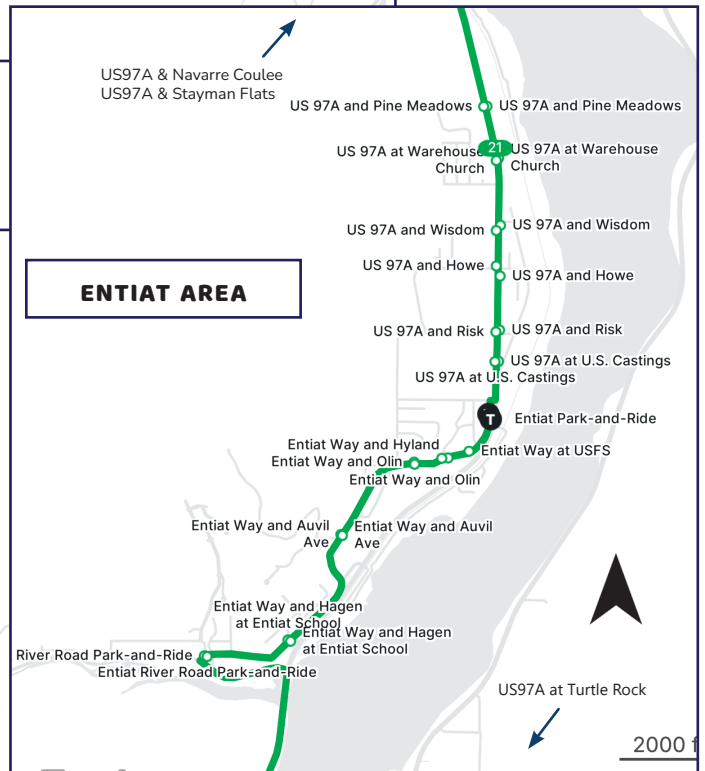 US97A & Navarre Coulee
US97A & Stayman Flats
US 97A and Pine Meadows
US 97A and Pine Meadows
21
US 97A at Warehouse
Church
US 97A at Warehouse
Church
US 97A and Wisdom
US 97A and Wisdom
US 97A and Howe
US 97A and Howe
ENTIAT AREA
US 97A and Risk
US 97A and Risk
US 97A at U.S. Castings
US 97A at U.S. Castings
T
Entiat Park-and-Ride
Entiat Way and Hyland
Entiat Way at USFS
Entiat Way and Olin
Entiat Way and Olin
Entiat Way and Auvil
Ave
Entiat Way and Auvil
Ave
Entiat Way and Hagen
at Entiat School
Entiat Way and Hagen
at Entiat School
River Road Park-and-Ride
Entiat River Road Park-and-Ride
US97A at Turtle Rock
2000 f